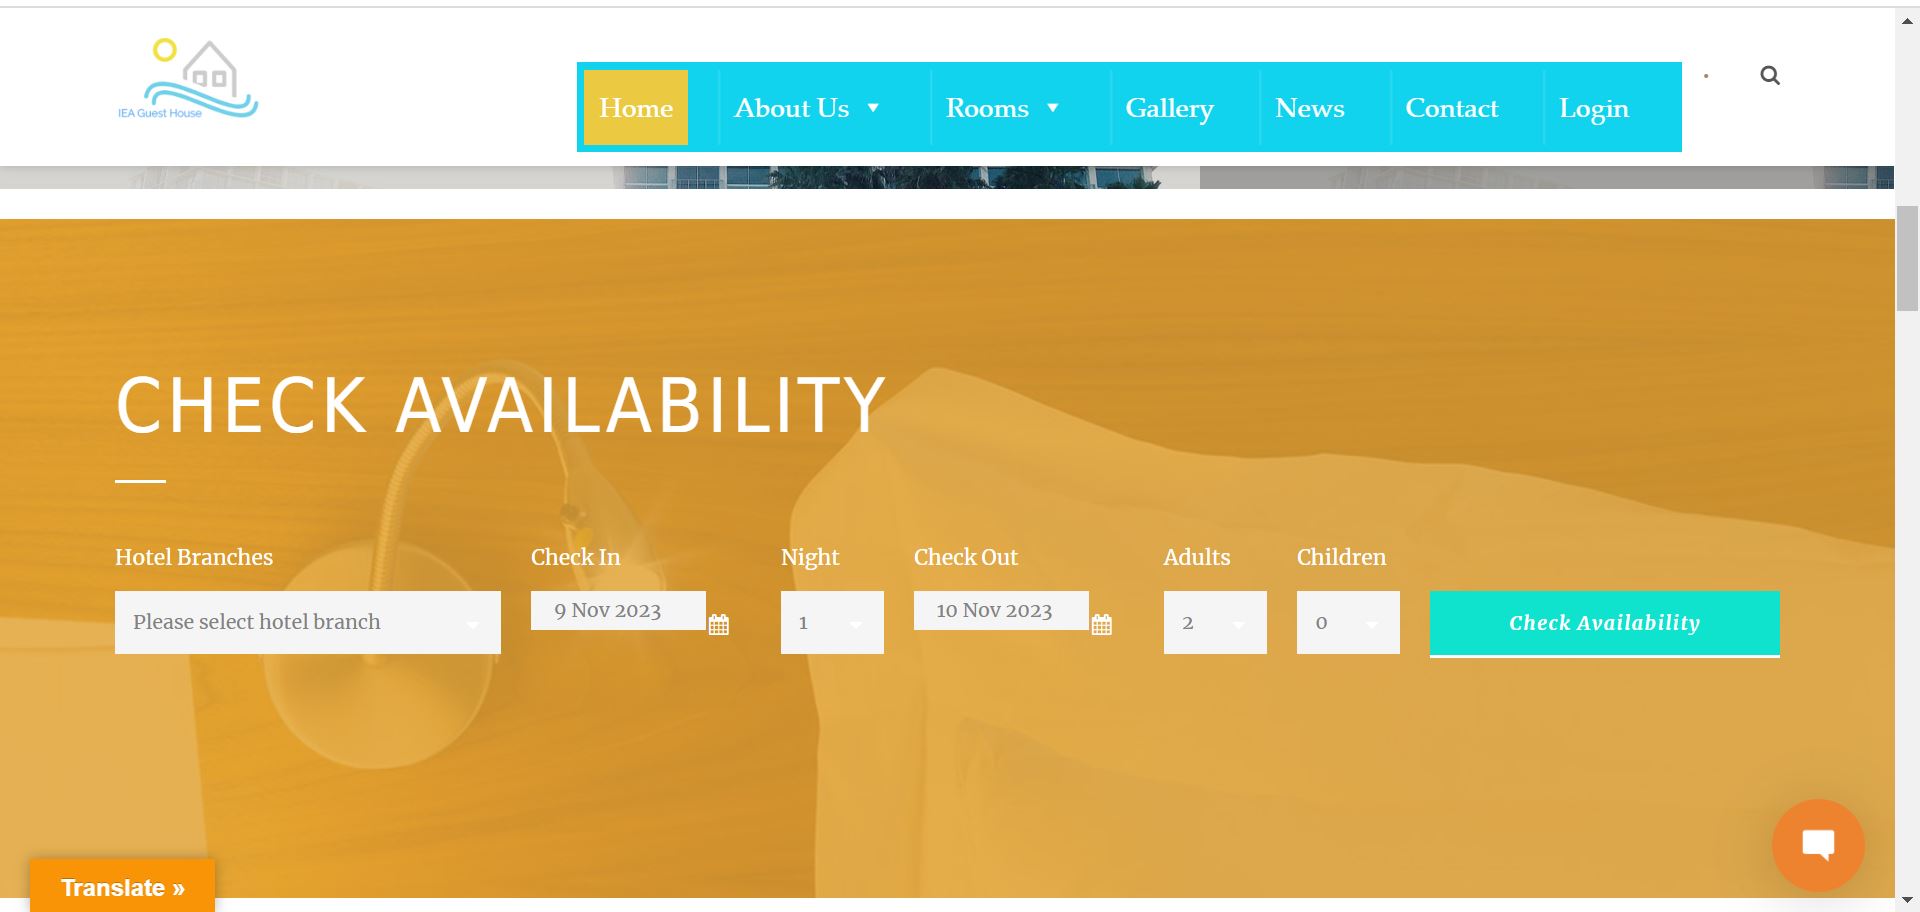 IEA Guest House
Home About Us Rooms Gallery News Contact Login
CHECK AVAILABILITY
Hotel Branches Check In Night Check Out Adults Children
Please select hotel branch 9 Nov 2023 1 10 Nov 2023 2 0 Check Availability
Translate »